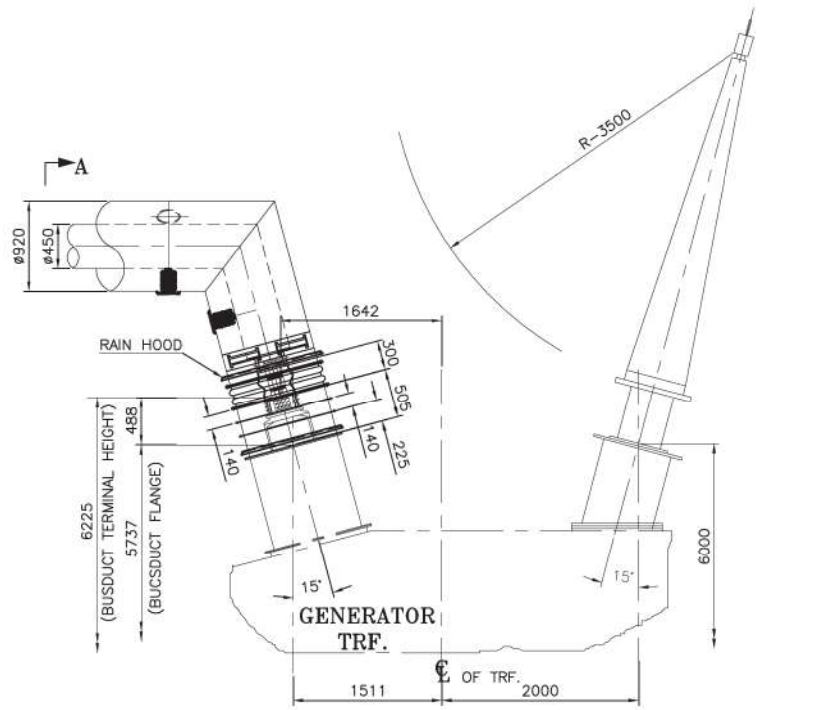 R-3500
A
ø920
ø450
1642
RAIN HOOD
300
505
488
140
140
225
6225
(BUSDUCT TERMINAL HEIGHT)
5737
(BUCSDUCT FLANGE)
6000
15°
15°
GENERATOR
TRF.
℄ OF TRF.
1511
2000